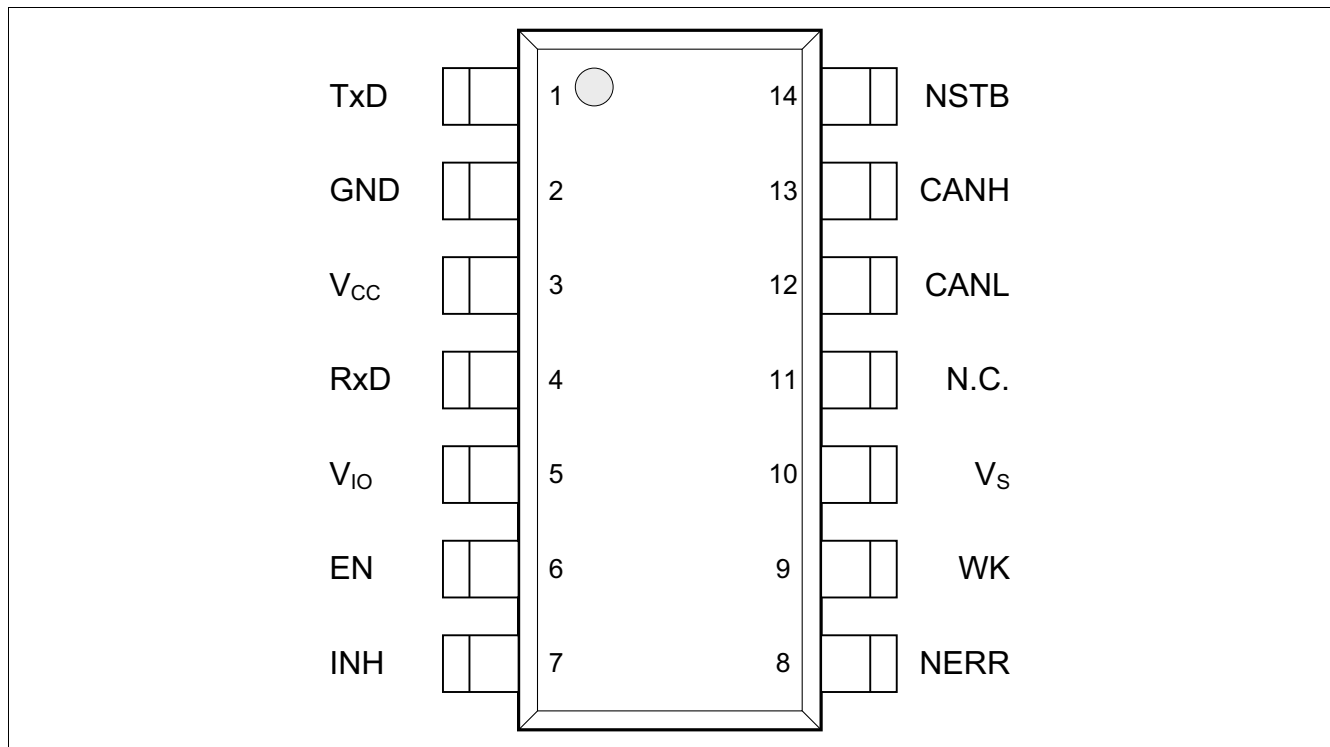 TxD 1 14 NSTB
GND 2 13 CANH
VCC 3 12 CANL
RxD 4 11 N.C.
VIO 5 10 VS
EN 6 9 WK
INH 7 8 NERR